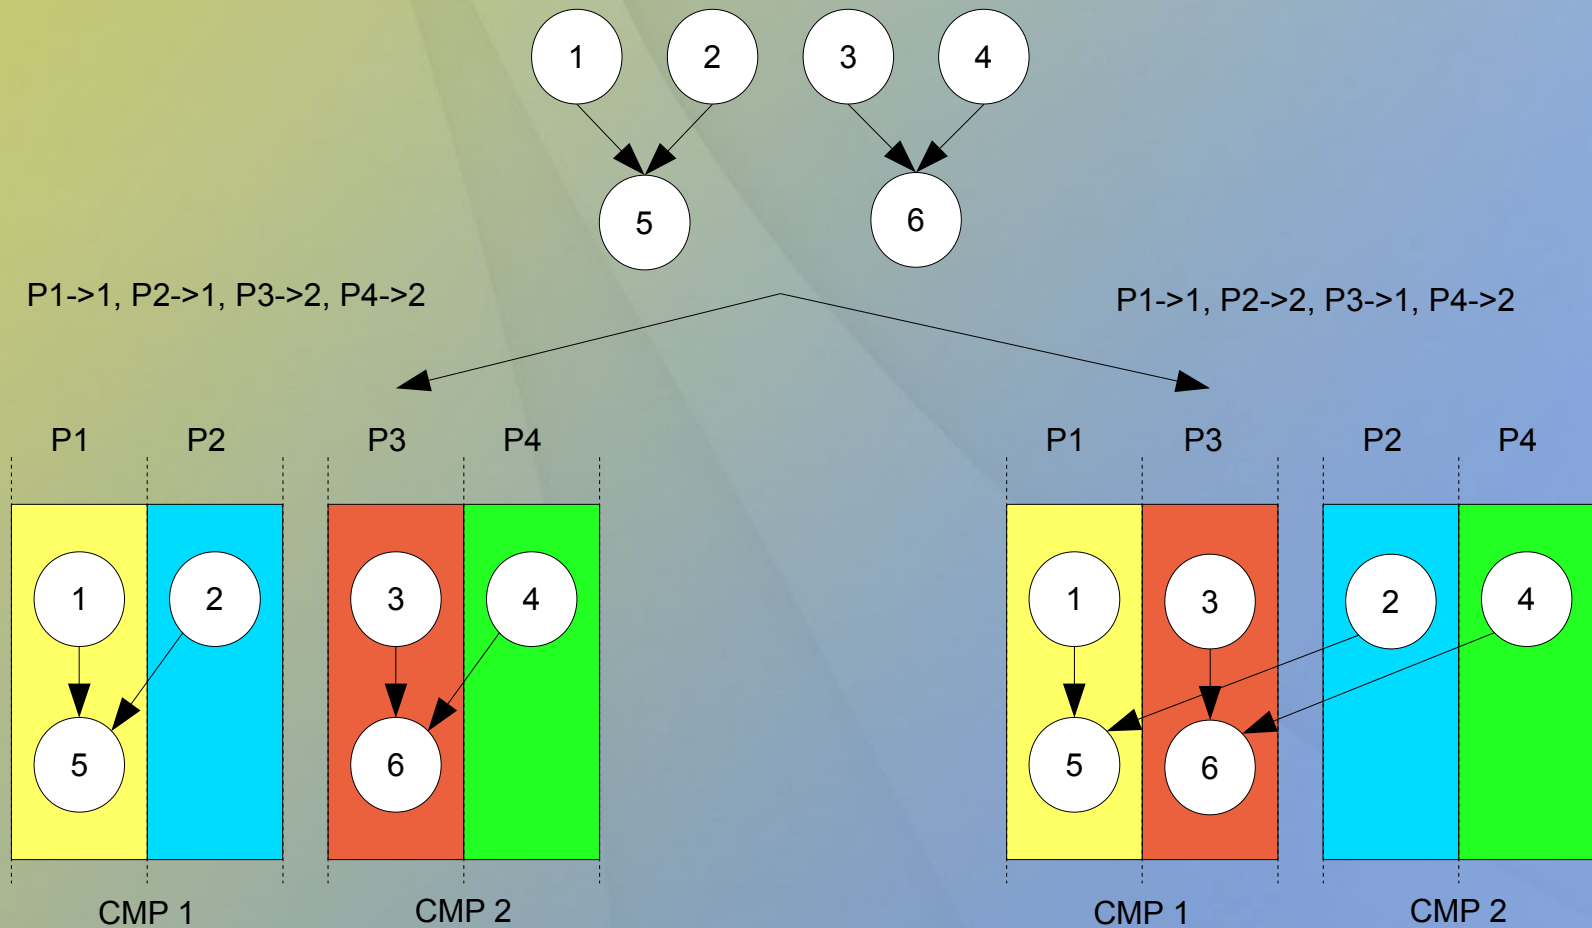 1 2 3 4
5 6
P1->1, P2->1, P3->2, P4->2
P1->1, P2->2, P3->1, P4->2
P1 P2 P3 P4
1 2 3 4
5 6
CMP 1 CMP 2
P1 P3 P2 P4
1 3 2 4
5 6
CMP 1 CMP 2